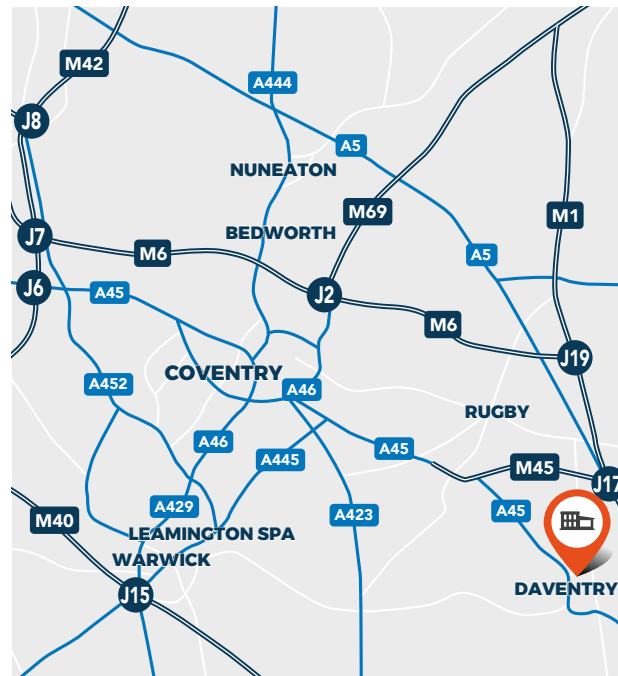 M42
A444
J8
A5
NUNEATON
M69
M1
BEDWORTH
J7
M6
A5
J6
A45
J2
M6
J19
COVENTRY
A452
A46
RUGBY
A46
A45
A445
M45
J17
A429
A423
A45
M40
LEAMINGTON SPA
WARWICK
DAVENTRY
J15